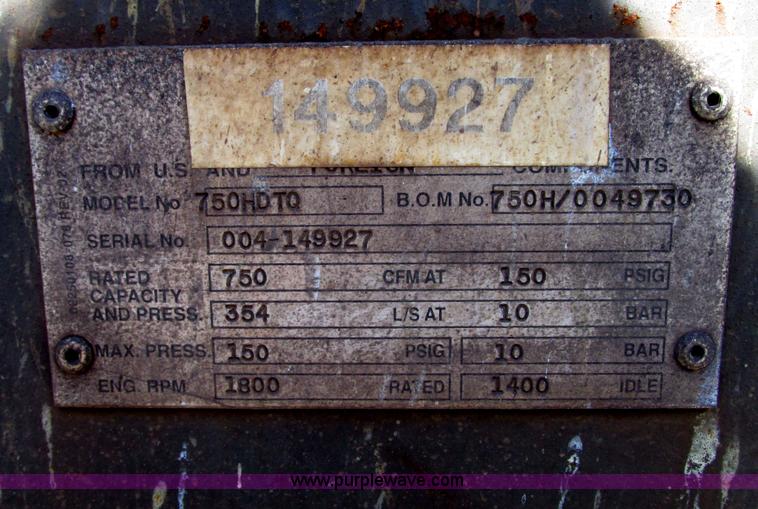 149927
FROM U.S. AND FOREIGN COMPONENTS.
MODEL No. 750HDTQ B.O.M No. 750H/0049730
SERIAL No. 004-149927
RATED CAPACITY AND PRESS.
750 CFM AT 150 PSIG
354 L/S AT 10 BAR
MAX. PRESS. 150 PSIG 10 BAR
ENG. RPM 1800 RATED 1400 IDLE
www.purplewave.com